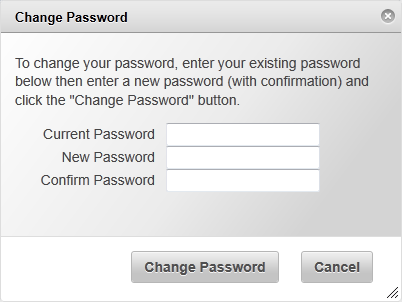 Change Password
To change your password, enter your existing password
below then enter a new password (with confirmation) and
click the "Change Password" button.
Current Password
New Password
Confirm Password
Change Password Cancel